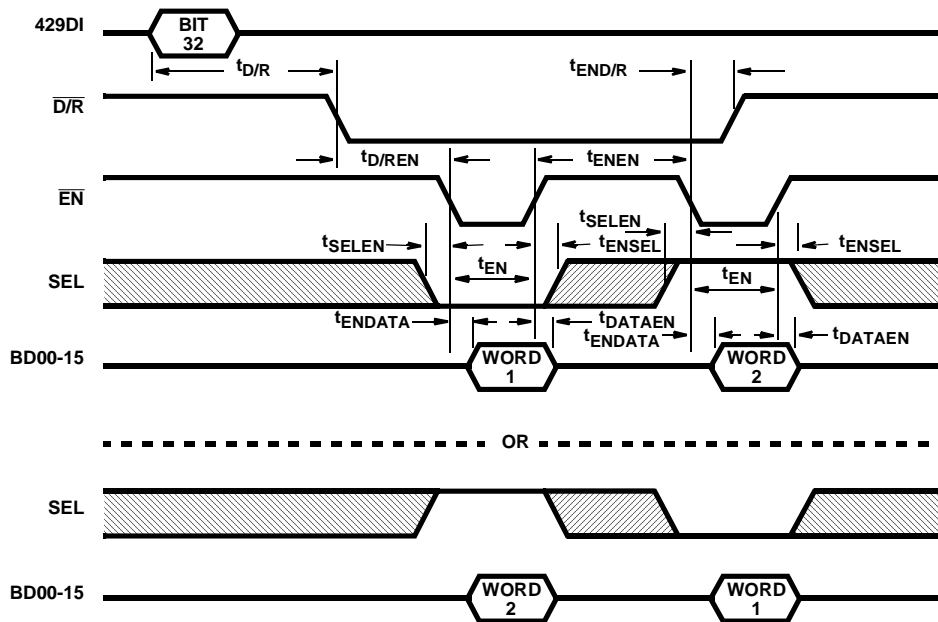 429DI
BIT
32
tD/R
tEND/R
D/R
tD/REN
tENEN
EN
tSELEN
tSELEN
tENSEL
tENSEL
SEL
tEN
tEN
tENDATA
tDATAEN
tENDATA
tDATAEN
BD00-15
WORD
1
WORD
2
OR
SEL
BD00-15
WORD
2
WORD
1